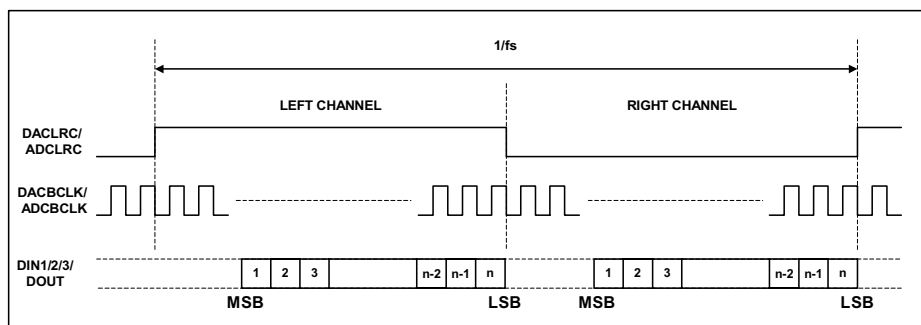 1/fs
LEFT CHANNEL
RIGHT CHANNEL
DACLRC/
ADCLRC
DACBCLK/
ADCBCLK
DIN1/2/3/
DOUT
1 2 3 n-2 n-1 n 1 2 3 n-2 n-1 n
MSB LSB MSB LSB